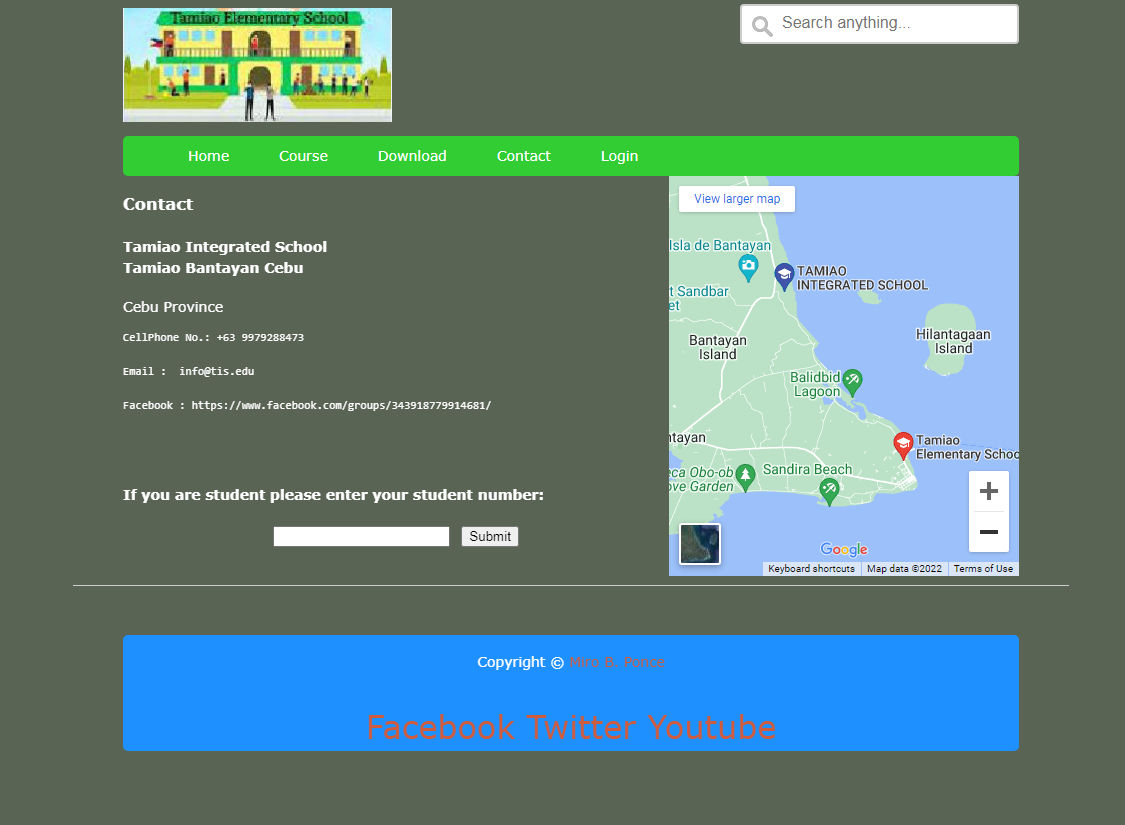 Tamiao Elementary School
Search anything...
Home Course Download Contact Login
Contact
Tamiao Integrated School
Tamiao Bantayan Cebu
Cebu Province
CellPhone No.: +63 9979288473
Email : info@tis.edu
Facebook : https://www.facebook.com/groups/343918779914681/
If you are student please enter your student number:
Submit
View larger map
Isla de Bantayan
TAMIAO
INTEGRATED SCHOOL
t Sandbar
et
Bantayan
Island
Hilantagaan
Island
Balidbid
Lagoon
ntayan
Tamiao
Elementary Schoo
Sandira Beach
eca Obo-ob
ove Garden
Google
Keyboard shortcuts Map data ©2022 Terms of Use
Copyright ©
Facebook Twitter Youtube